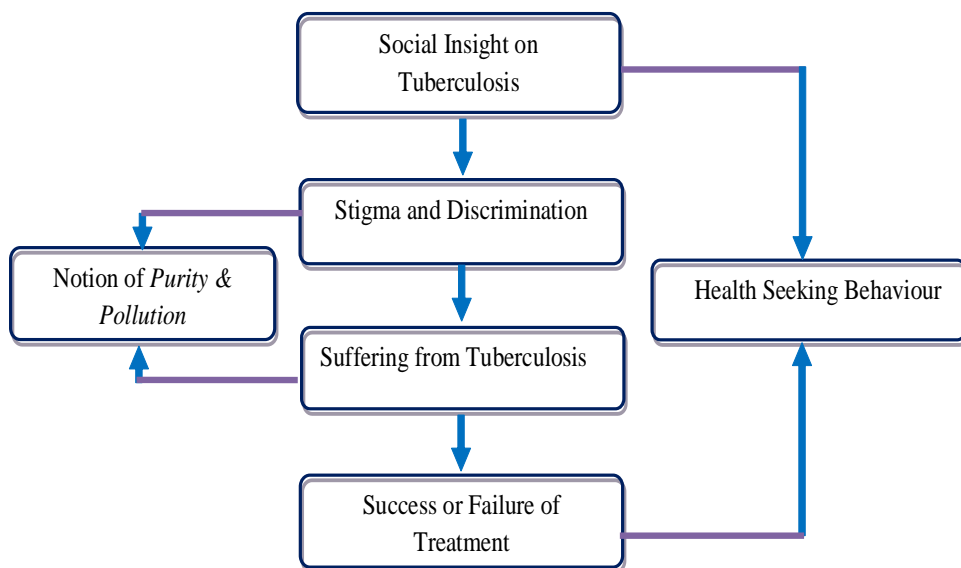 Social Insight on
Tuberculosis
Stigma and Discrimination
Notion of Purity &
Pollution
Health Seeking Behaviour
Suffering from Tuberculosis
Success or Failure of
Treatment